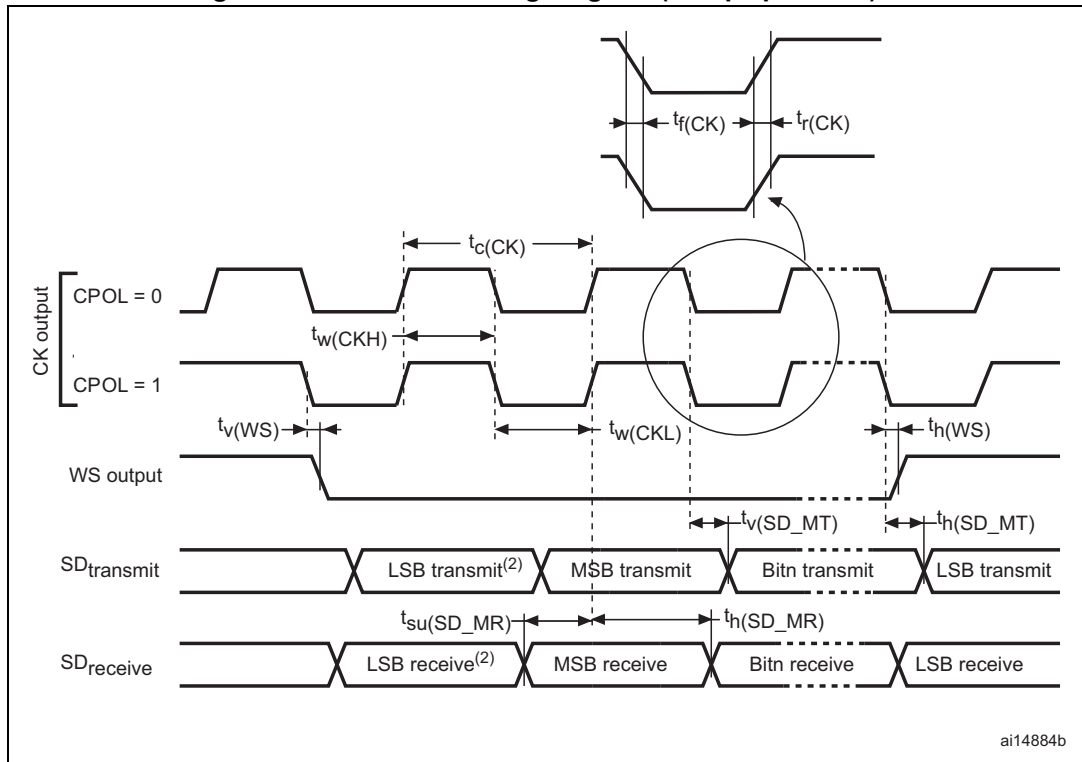 tf(CK)
tr(CK)
tc(CK)
CK output
CPOL = 0
tw(CKH)
CPOL = 1
tv(WS)
tw(CKL)
th(WS)
WS output
tv(SD_MT)
th(SD_MT)
SDtransmit
LSB transmit(2)
MSB transmit
Bitn transmit
LSB transmit
tsu(SD_MR)
th(SD_MR)
SDreceive
LSB receive(2)
MSB receive
Bitn receive
LSB receive
ai14884b